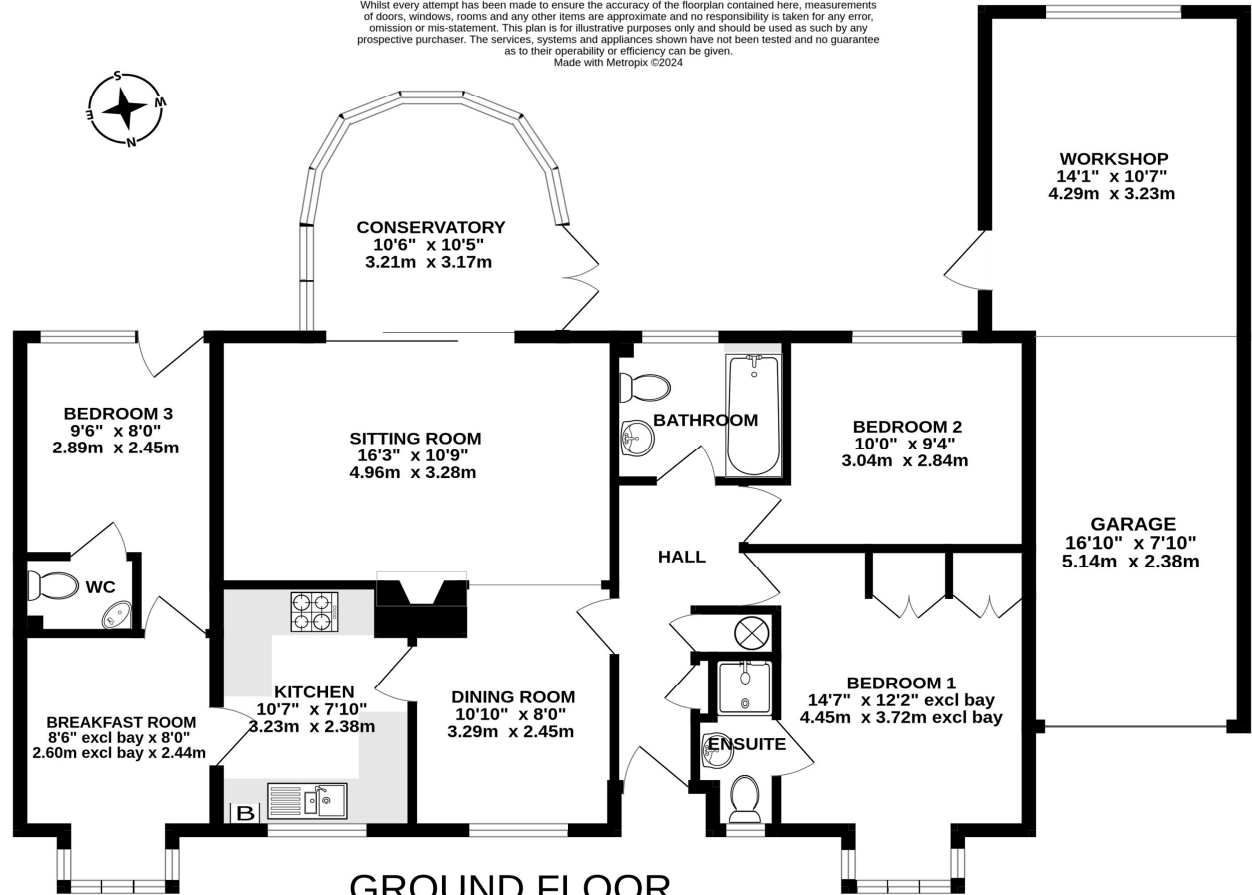 Whilst every attempt has been made to ensure the accuracy of the floorplan contained here, measurements
of doors, windows, rooms and any other items are approximate and no responsibility is taken for any error,
omission or mis-statement. This plan is for illustrative purposes only and should be used as such by any
prospective purchaser. The services, systems and appliances shown have not been tested and no guarantee
as to their operability or efficiency can be given.
Made with Metropix ©2024
S
W
E
N
WORKSHOP
14'1" x 10'7"
4.29m x 3.23m
CONSERVATORY
10'6" x 10'5"
3.21m x 3.17m
BEDROOM 3
9'6" x 8'0"
2.89m x 2.45m
SITTING ROOM
16'3" x 10'9"
4.96m x 3.28m
BATHROOM
BEDROOM 2
10'0" x 9'4"
3.04m x 2.84m
GARAGE
16'10" x 7'10"
5.14m x 2.38m
HALL
WC
KITCHEN
10'7" x 7'10"
3.23m x 2.38m
DINING ROOM
10'10" x 8'0"
3.29m x 2.45m
BEDROOM 1
14'7" x 12'2" excl bay
4.45m x 3.72m excl bay
BREAKFAST ROOM
8'6" excl bay x 8'0"
2.60m excl bay x 2.44m
ENSUITE
B
GROUND FLOOR